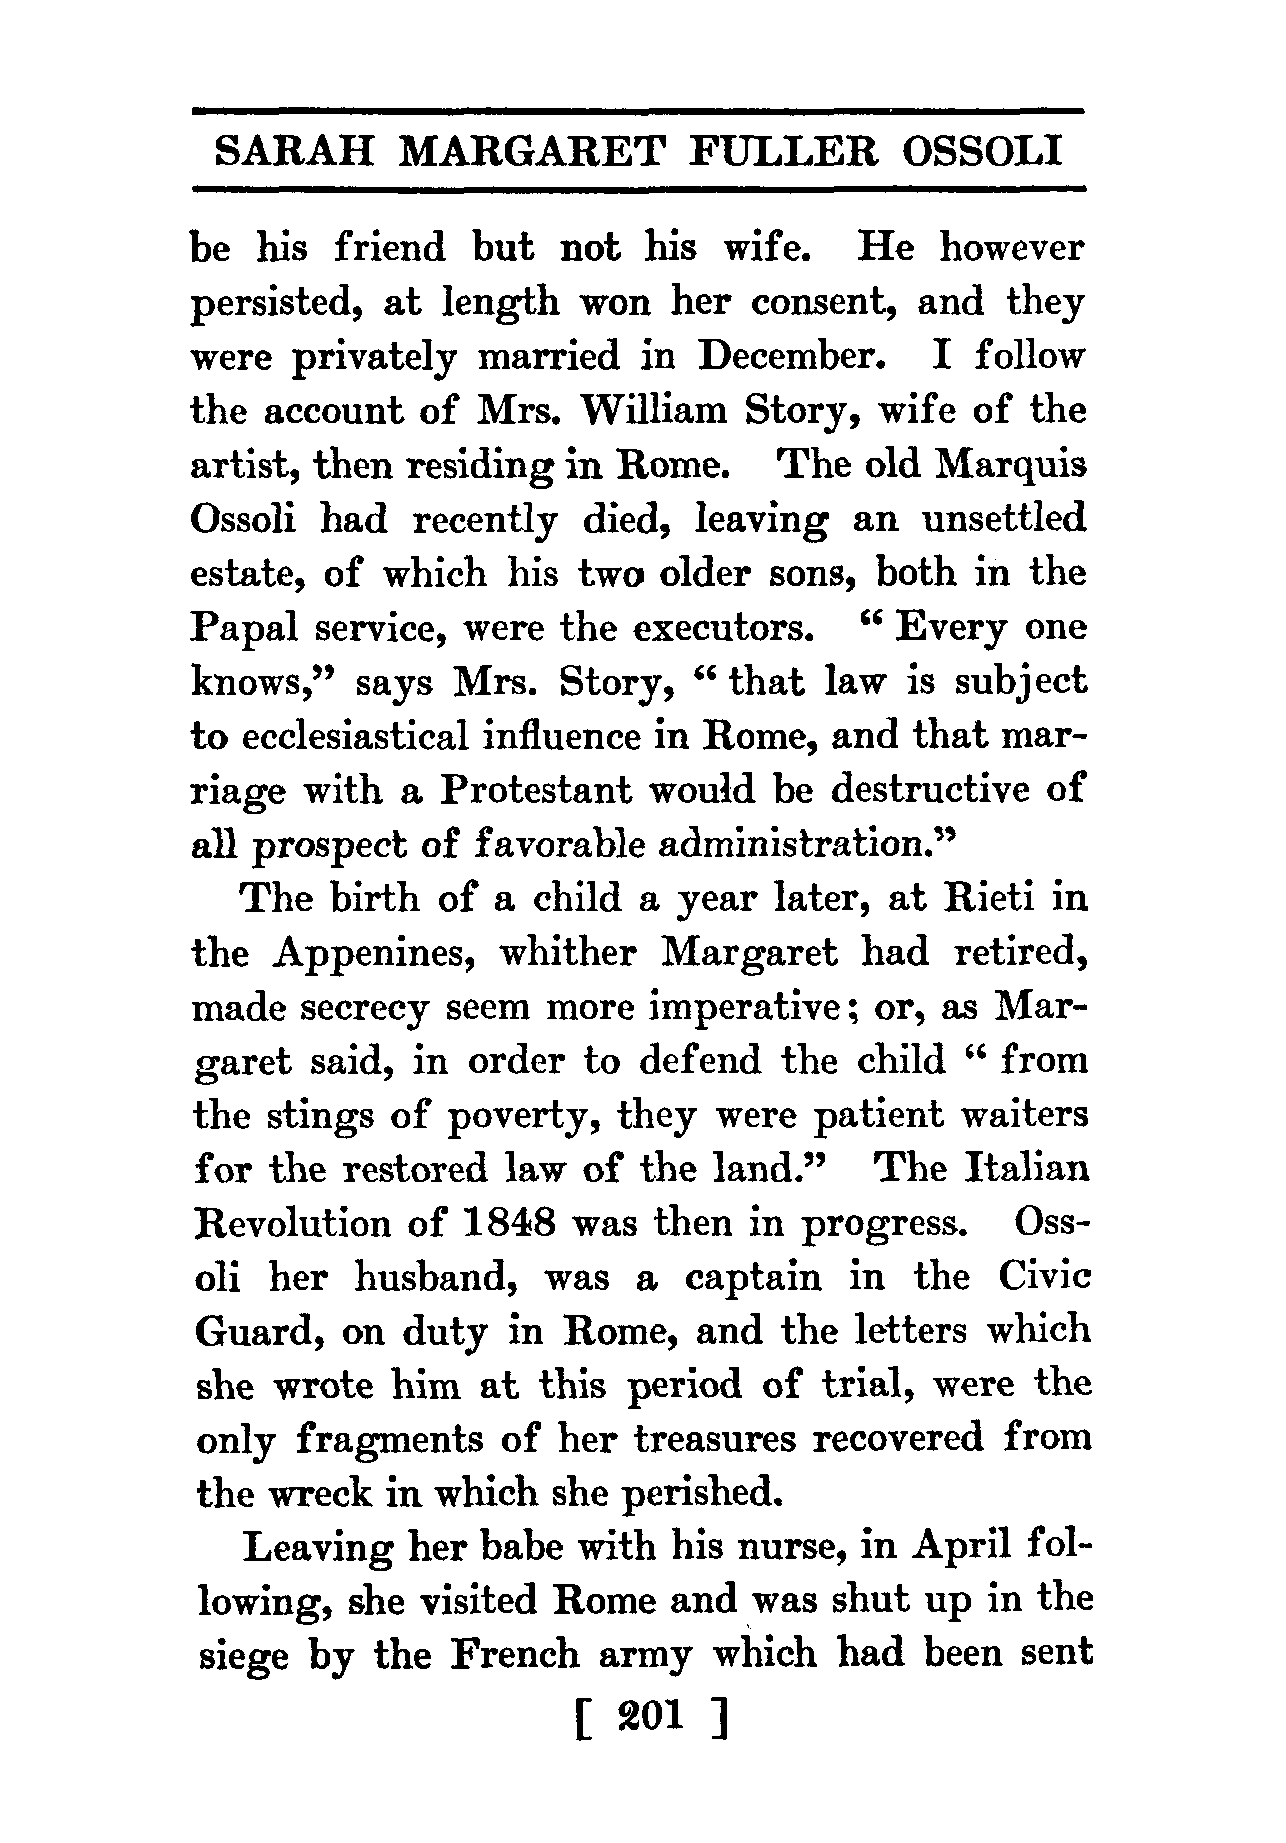 SARAH MARGARET FULLER OSSOLI
be his friend but not his wife. He however
persisted, at length won her consent, and they
were privately married in December. I follow
the account of Mrs. William Story, wife of the
artist, then residing in Rome. The old Marquis
Ossoli had recently died, leaving an unsettled
estate, of which his two older sons, both in the
Papal service, were the executors. “ Every one
knows,” says Mrs. Story, “ that law is subject
to ecclesiastical influence in Rome, and that mar-
riage with a Protestant would be destructive of
all prospect of favorable administration.”
The birth of a child a year later, at Rieti in
the Appenines, whither Margaret had retired,
made secrecy seem more imperative; or, as Mar-
garet said, in order to defend the child “ from
the stings of poverty, they were patient waiters
for the restored law of the land.” The Italian
Revolution of 1848 was then in progress. Oss-
oli her husband, was a captain in the Civic
Guard, on duty in Rome, and the letters which
she wrote him at this period of trial, were the
only fragments of her treasures recovered from
the wreck in which she perished.
Leaving her babe with his nurse, in April fol-
lowing, she visited Rome and was shut up in the
siege by the French army which had been sent
[ 201 ]